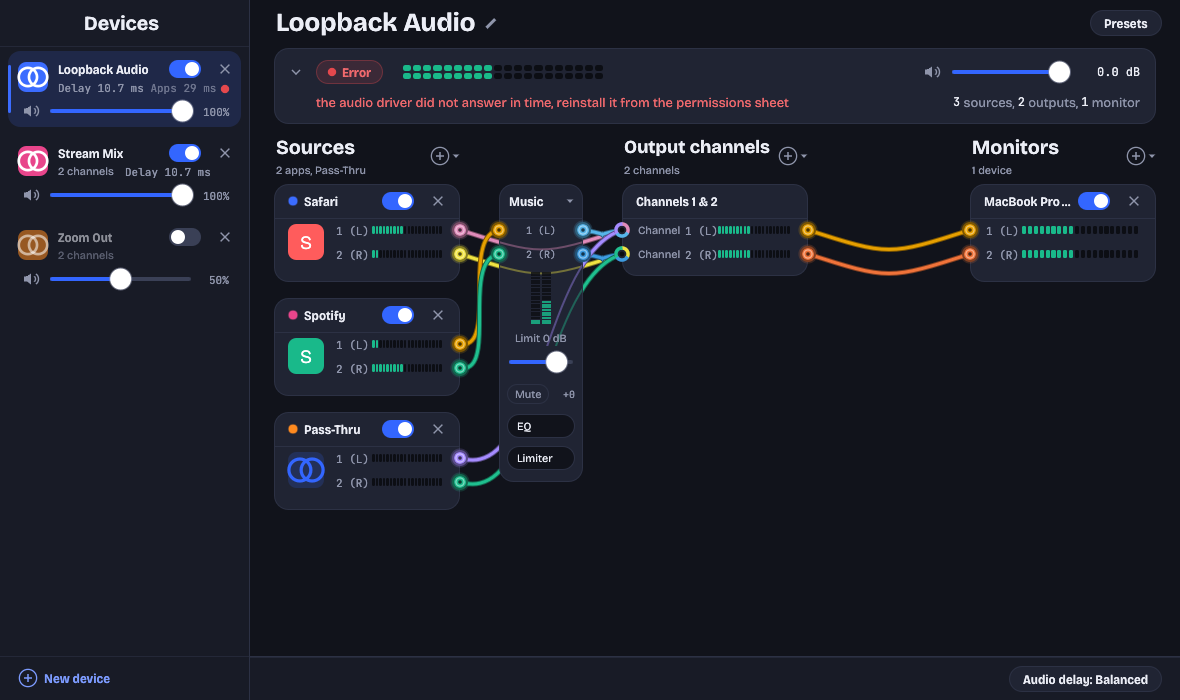 Devices
Loopback Audio
Delay 10.7 ms Apps 29 ms
100%
Stream Mix
2 channels Delay 10.7 ms
100%
Zoom Out
2 channels
50%
New device
Loopback Audio
Presets
Error
0.0 dB
the audio driver did not answer in time, reinstall it from the permissions sheet
3 sources, 2 outputs, 1 monitor
Sources
2 apps, Pass-Thru
Output channels
2 channels
Monitors
1 device
Safari
S
1 (L)
2 (R)
Spotify
S
1 (L)
2 (R)
Pass-Thru
1 (L)
2 (R)
Music
1 (L)
2 (R)
Limit 0 dB
Mute +0
EQ
Limiter
Channels 1 & 2
Channel 1 (L)
Channel 2 (R)
MacBook Pro ...
1 (L)
2 (R)
Audio delay: Balanced